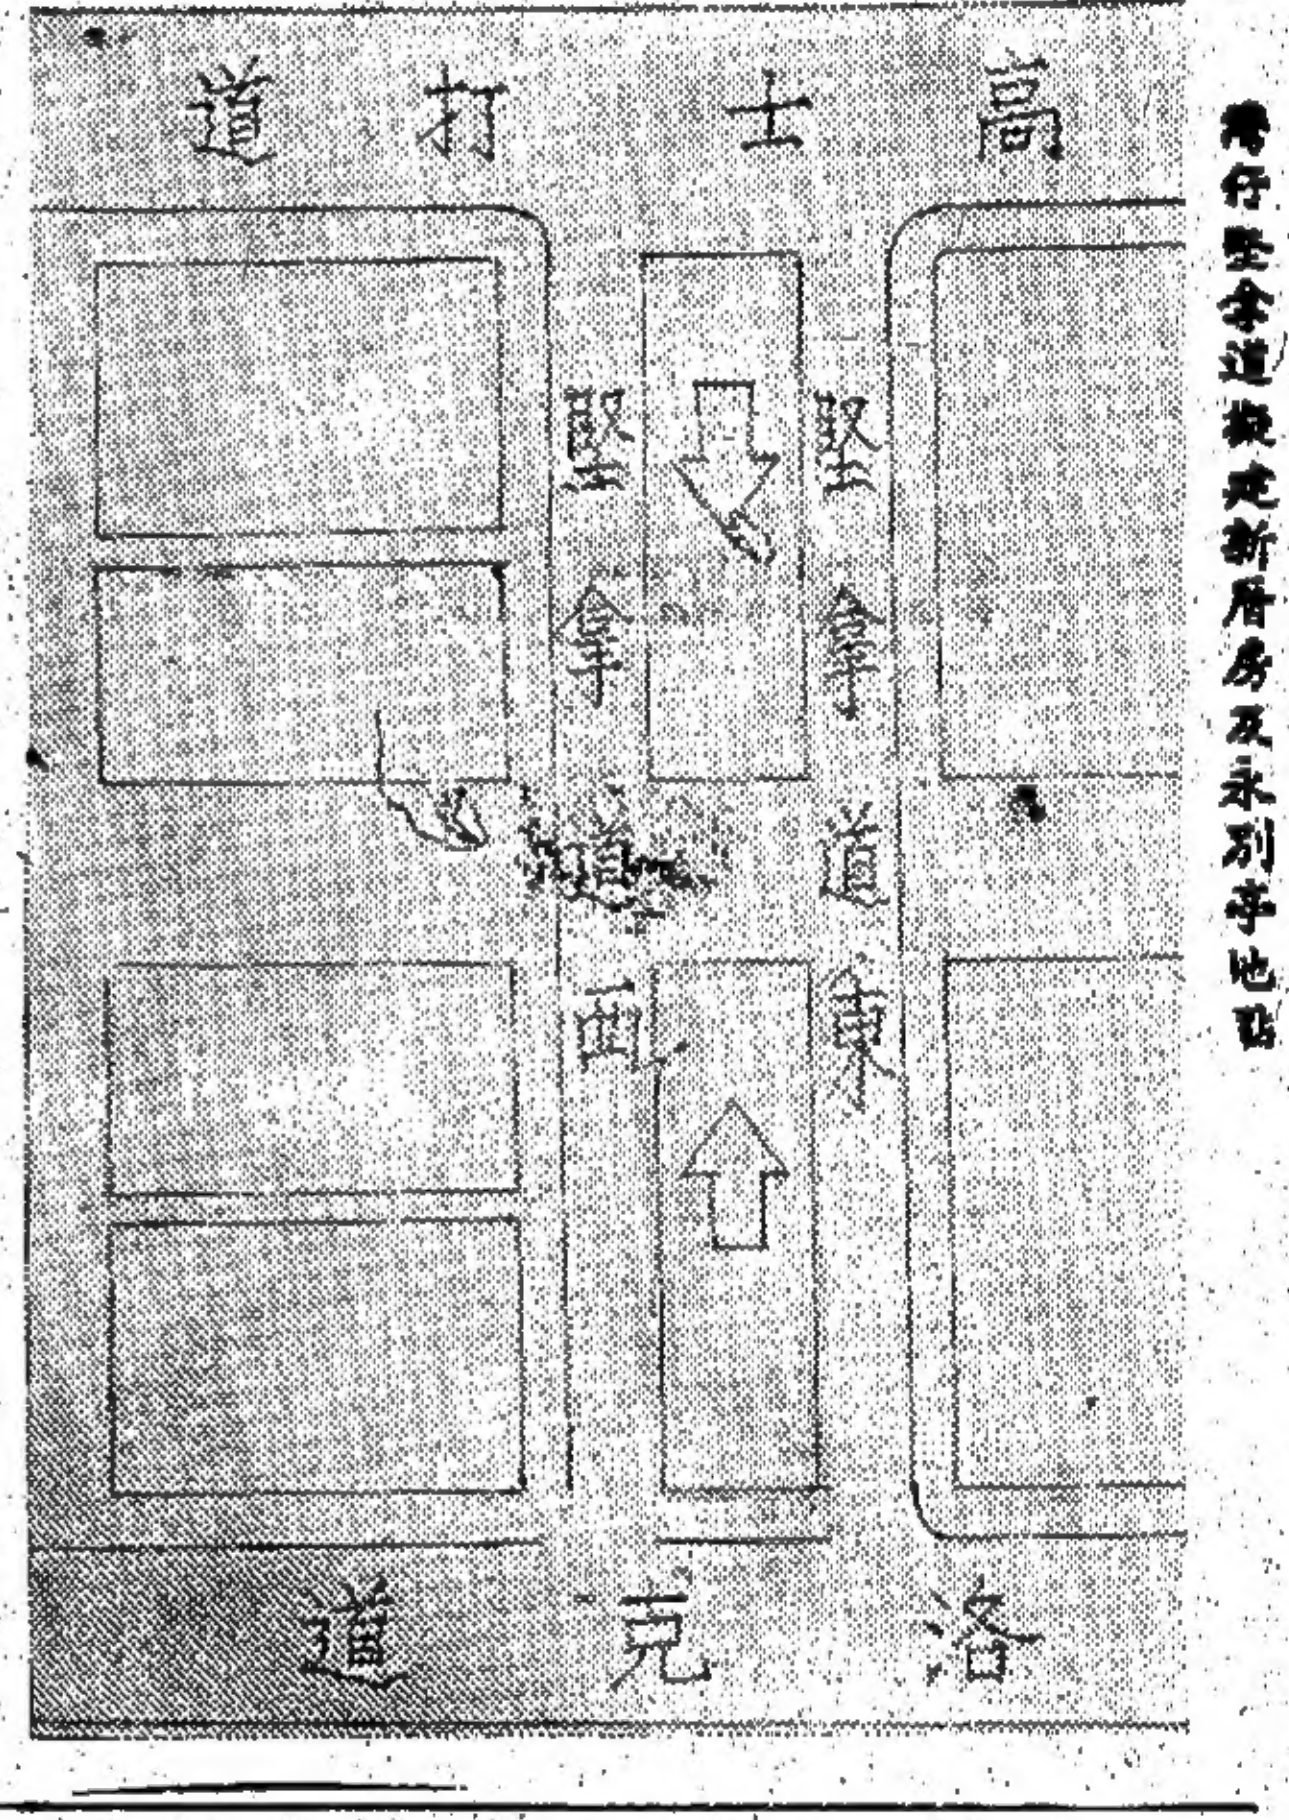 灣仔堅拿道擬建新厝房及永別亭地點
高士打道
堅拿道東
堅拿道西
洛克道